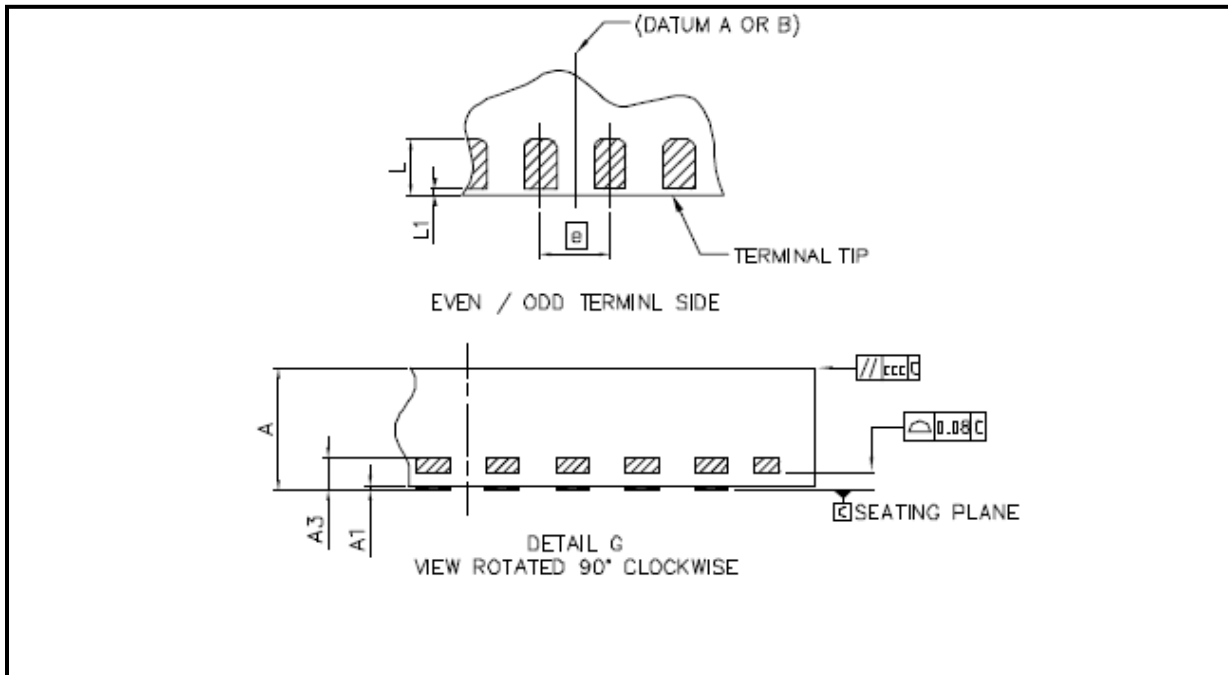 (DATUM A OR B)
L
L1
e
TERMINAL TIP
EVEN / ODD TERMINL SIDE
// ccc C
A
0.08 C
A3
A1
C SEATING PLANE
DETAIL G
VIEW ROTATED 90° CLOCKWISE